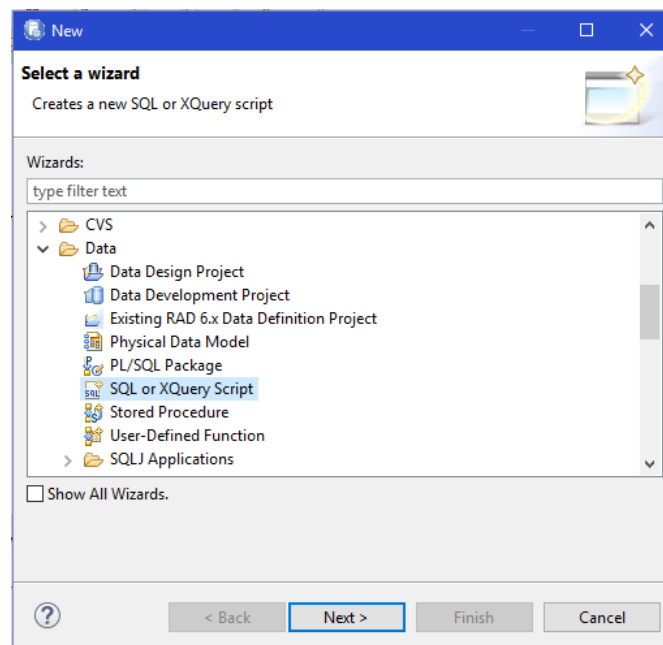 New
Select a wizard
Creates a new SQL or XQuery script
Wizards:
type filter text
CVS
Data
Data Design Project
Data Development Project
Existing RAD 6.x Data Definition Project
Physical Data Model
PL/SQL Package
SQL or XQuery Script
Stored Procedure
User-Defined Function
SQLJ Applications
Show All Wizards.
< Back Next > Finish Cancel